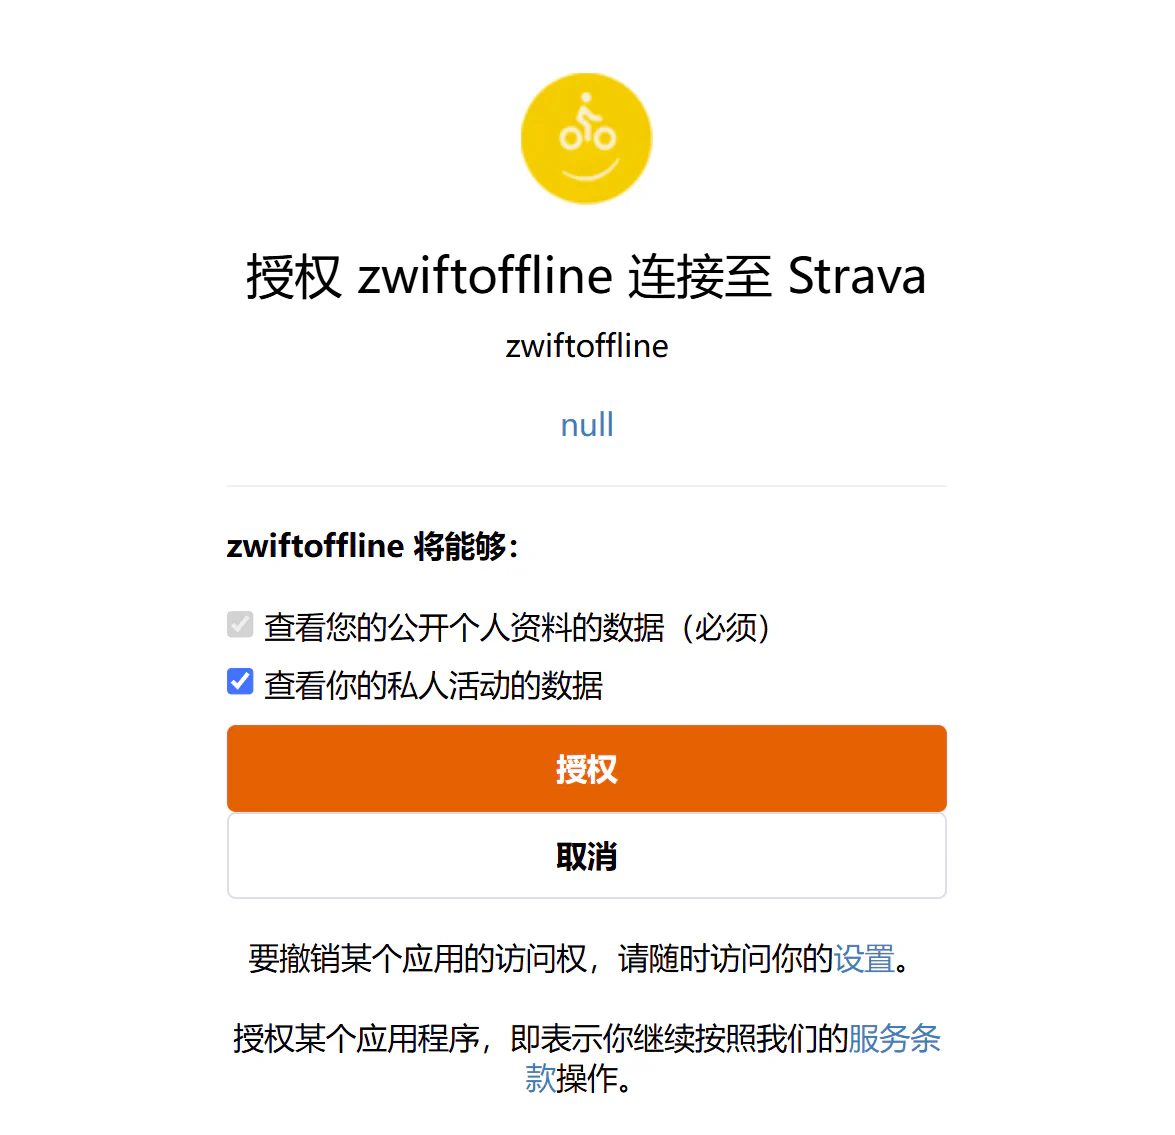 授权 zwiftoffline 连接至 Strava
zwiftoffline
null
zwiftoffline 将能够：
查看您的公开个人资料的数据（必须）
查看你的私人活动的数据
授权
取消
要撤销某个应用的访问权，请随时访问你的设置。
授权某个应用程序，即表示你继续按照我们的服务条
款操作。